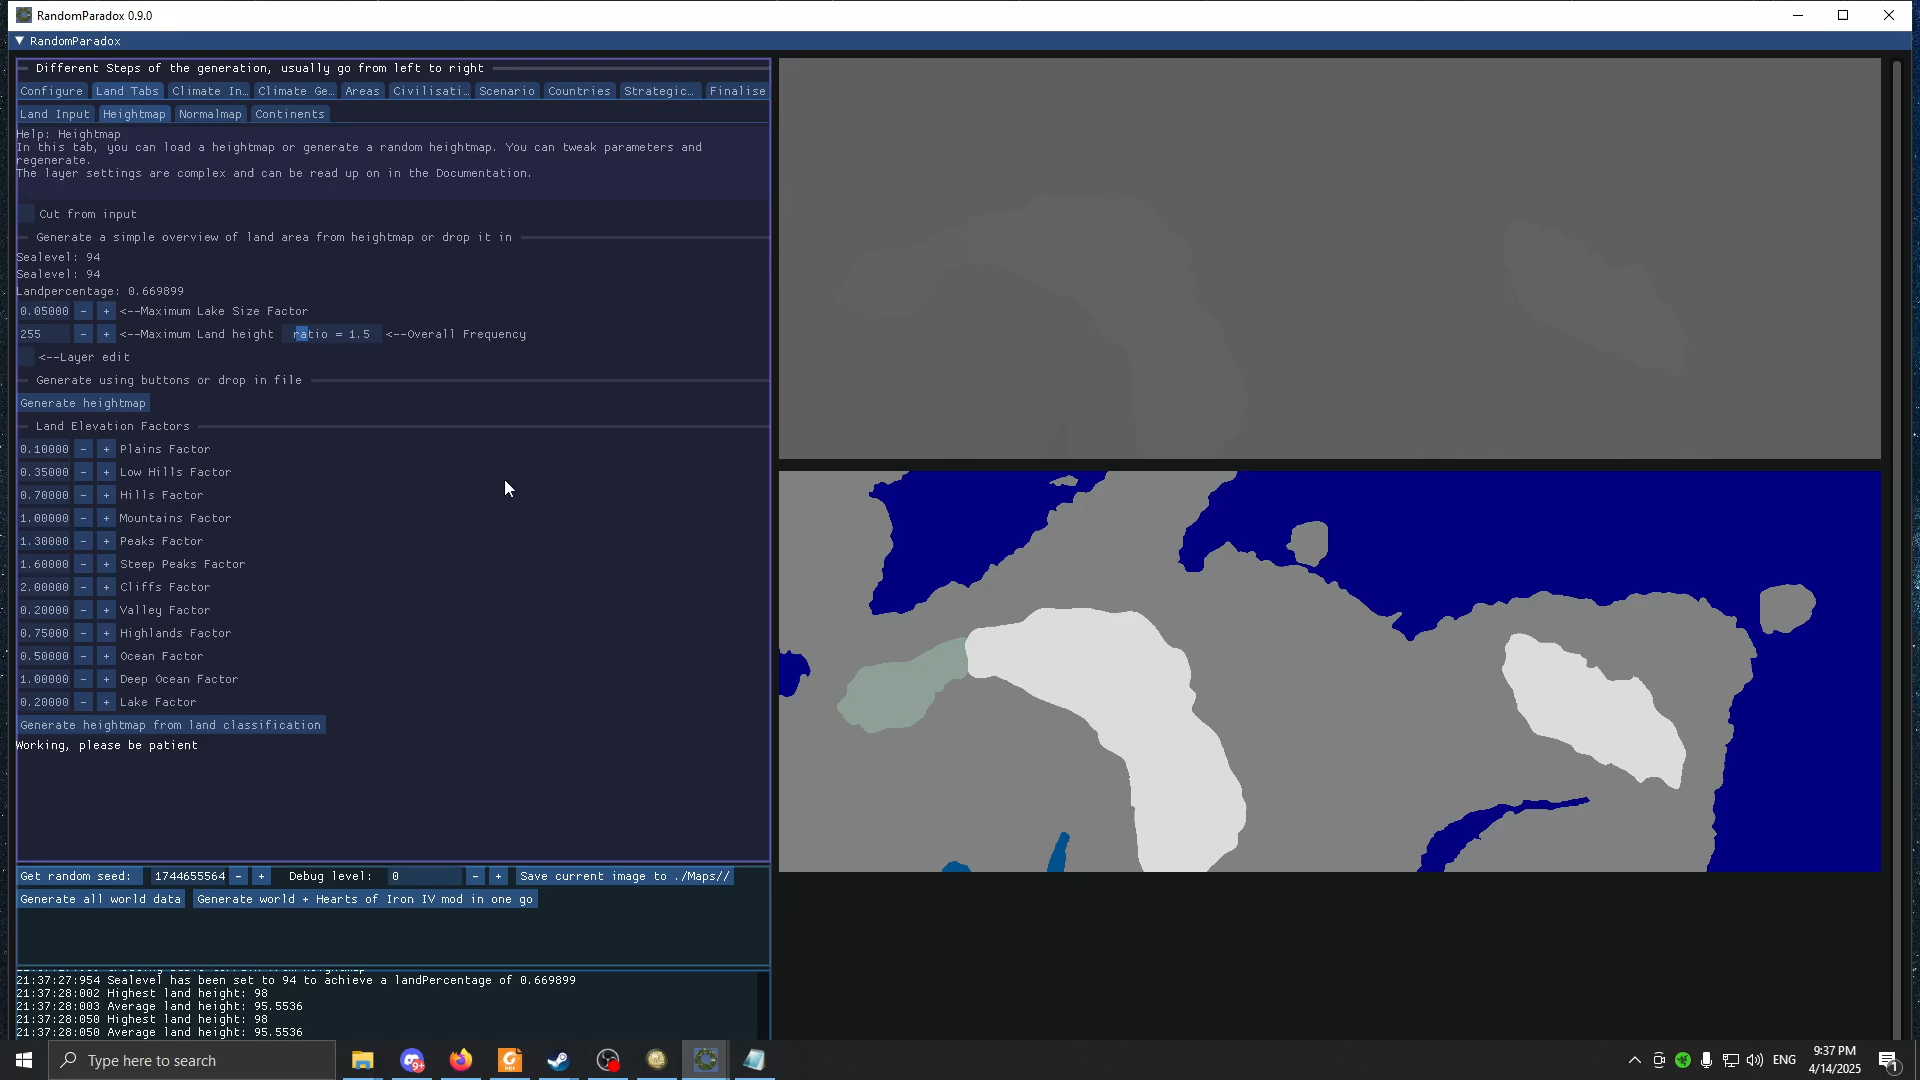 RandomParadox 0.9.0
RandomParadox
Different Steps of the generation, usually go from left to right
Configure Land Tabs Climate In… Climate Ge… Areas Civilisati… Scenario Countries Strategic… Finalise
Land Input Heightmap Normalmap Continents
Help: Heightmap
In this tab, you can load a heightmap or generate a random heightmap. You can tweak parameters and
regenerate.
The layer settings are complex and can be read up on in the Documentation.
Cut from input
Generate a simple overview of land area from heightmap or drop it in
Sealevel: 94
Sealevel: 94
Landpercentage: 0.669899
0.05000 - + <--Maximum Lake Size Factor
255 - + <--Maximum Land height ratio = 1.5 <--Overall Frequency
<--Layer edit
Generate using buttons or drop in file
Generate heightmap
Land Elevation Factors
0.10000 - + Plains Factor
0.35000 - + Low Hills Factor
0.70000 - + Hills Factor
1.00000 - + Mountains Factor
1.30000 - + Peaks Factor
1.60000 - + Steep Peaks Factor
2.00000 - + Cliffs Factor
0.20000 - + Valley Factor
0.75000 - + Highlands Factor
0.50000 - + Ocean Factor
1.00000 - + Deep Ocean Factor
0.20000 - + Lake Factor
Generate heightmap from land classification
Working, please be patient
Get random seed: 1744655564 - + Debug level: 0 - + Save current image to ./Maps//
Generate all world data Generate world + Hearts of Iron IV mod in one go
21:37:27:954 Sealevel has been set to 94 to achieve a landPercentage of 0.669899
21:37:28:002 Highest land height: 98
21:37:28:003 Average land height: 95.5536
21:37:28:050 Highest land height: 98
21:37:28:050 Average land height: 95.5536
Type here to search
9+
ENG
9:37 PM
4/14/2025
1